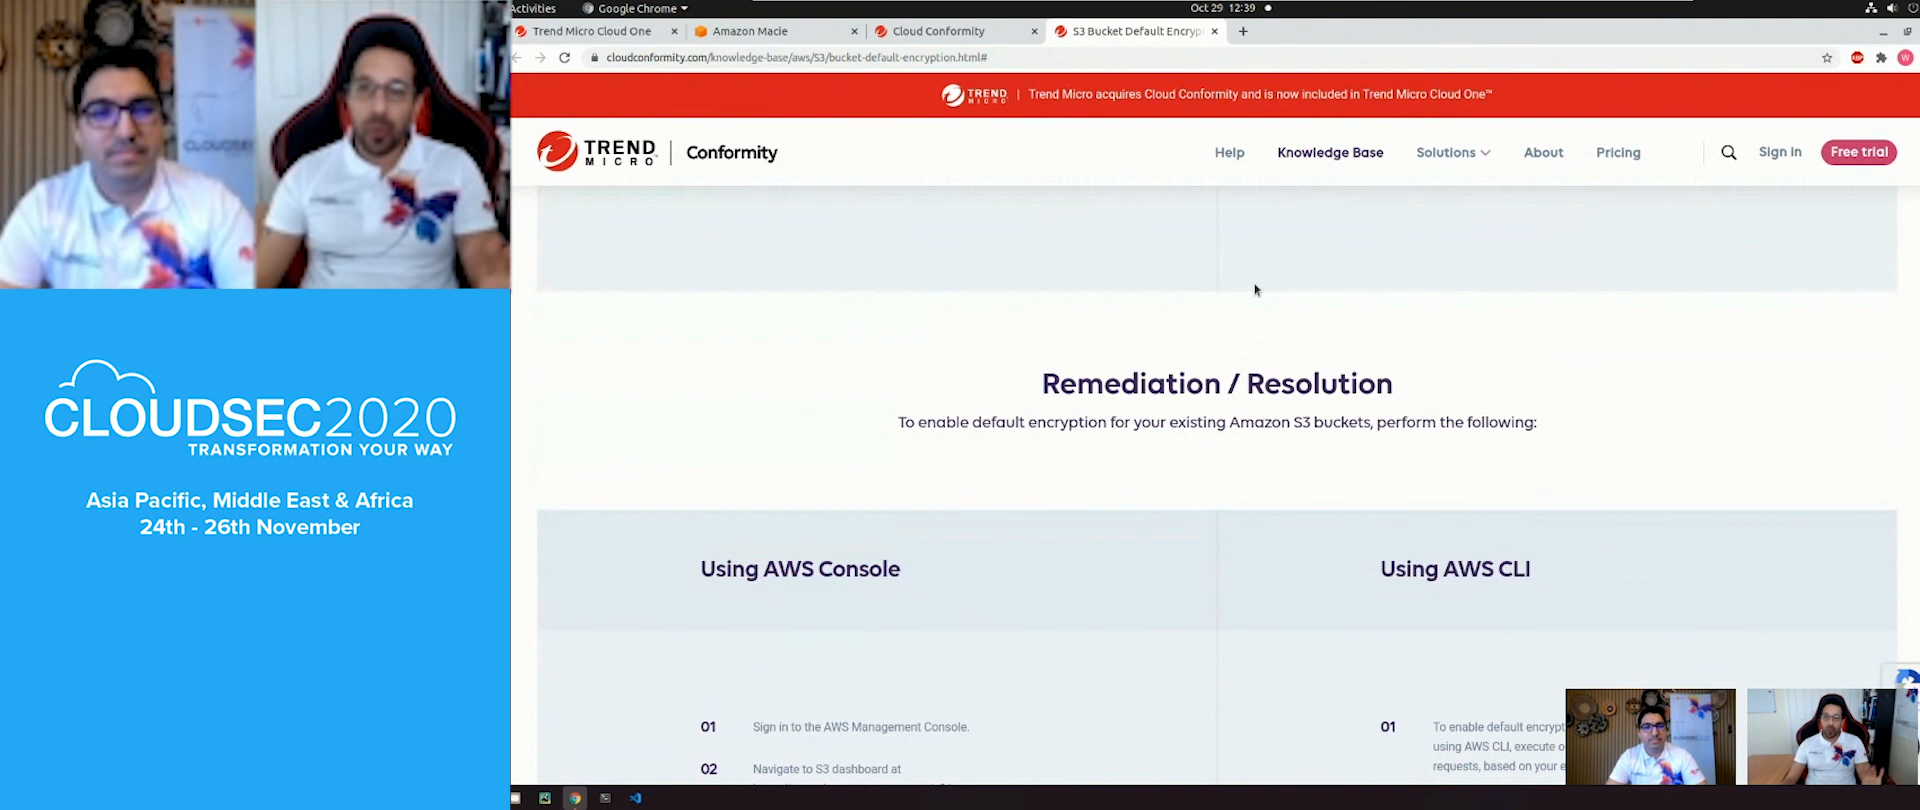 Activities
Google Chrome
Oct 29 12:39
Trend Micro Cloud One
Amazon Macie
Cloud Conformity
S3 Bucket Default Encryp
cloudconformity.com/knowledge-base/aws/S3/bucket-default-encryption.html#
ABP
W
TREND MICRO | Trend Micro acquires Cloud Conformity and is now included in Trend Micro Cloud One™
TREND MICRO | Conformity
Help
Knowledge Base
Solutions
About
Pricing
Sign in
Free trial
Remediation / Resolution
To enable default encryption for your existing Amazon S3 buckets, perform the following:
Using AWS Console
Using AWS CLI
01 Sign in to the AWS Management Console.
02 Navigate to S3 dashboard at
01 To enable default encrypt
using AWS CLI, execute o
requests, based on your e
CLOUDSEC2020
TRANSFORMATION YOUR WAY
Asia Pacific, Middle East & Africa
24th - 26th November
CLOUDSEC